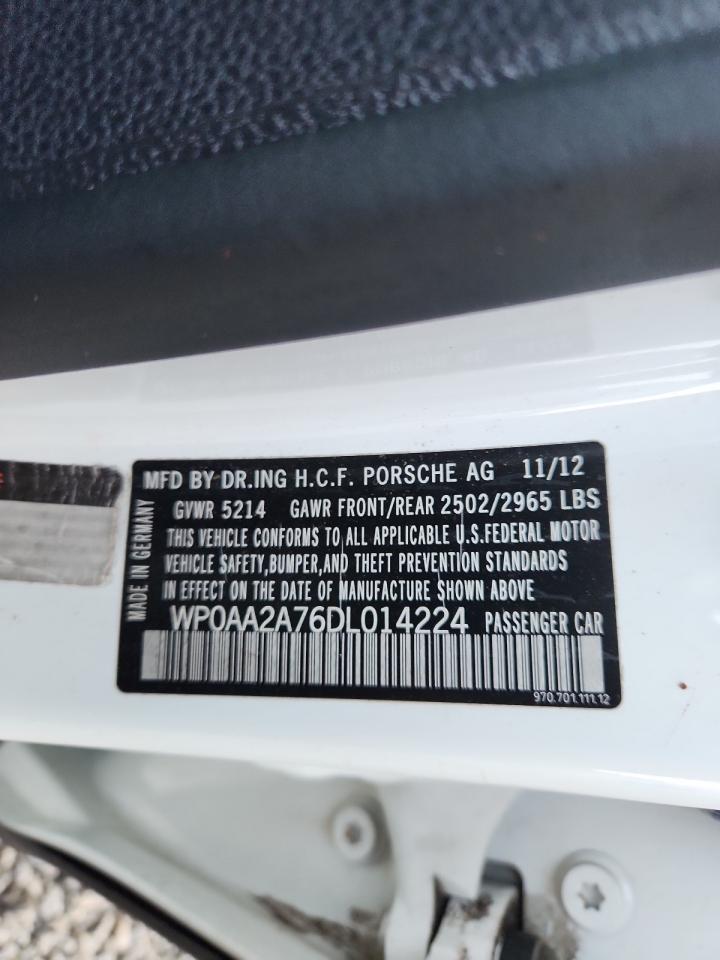 MFD BY DR.ING H.C.F. PORSCHE AG 11/12
GVWR 5214 GAWR FRONT/REAR 2502/2965 LBS
THIS VEHICLE CONFORMS TO ALL APPLICABLE U.S.FEDERAL MOTOR
VEHICLE SAFETY,BUMPER,AND THEFT PREVENTION STANDARDS
IN EFFECT ON THE DATE OF MANUFACTURE SHOWN ABOVE
WP0AA2A76DL014224 PASSENGER CAR
MADE IN GERMANY
970.701.111.12